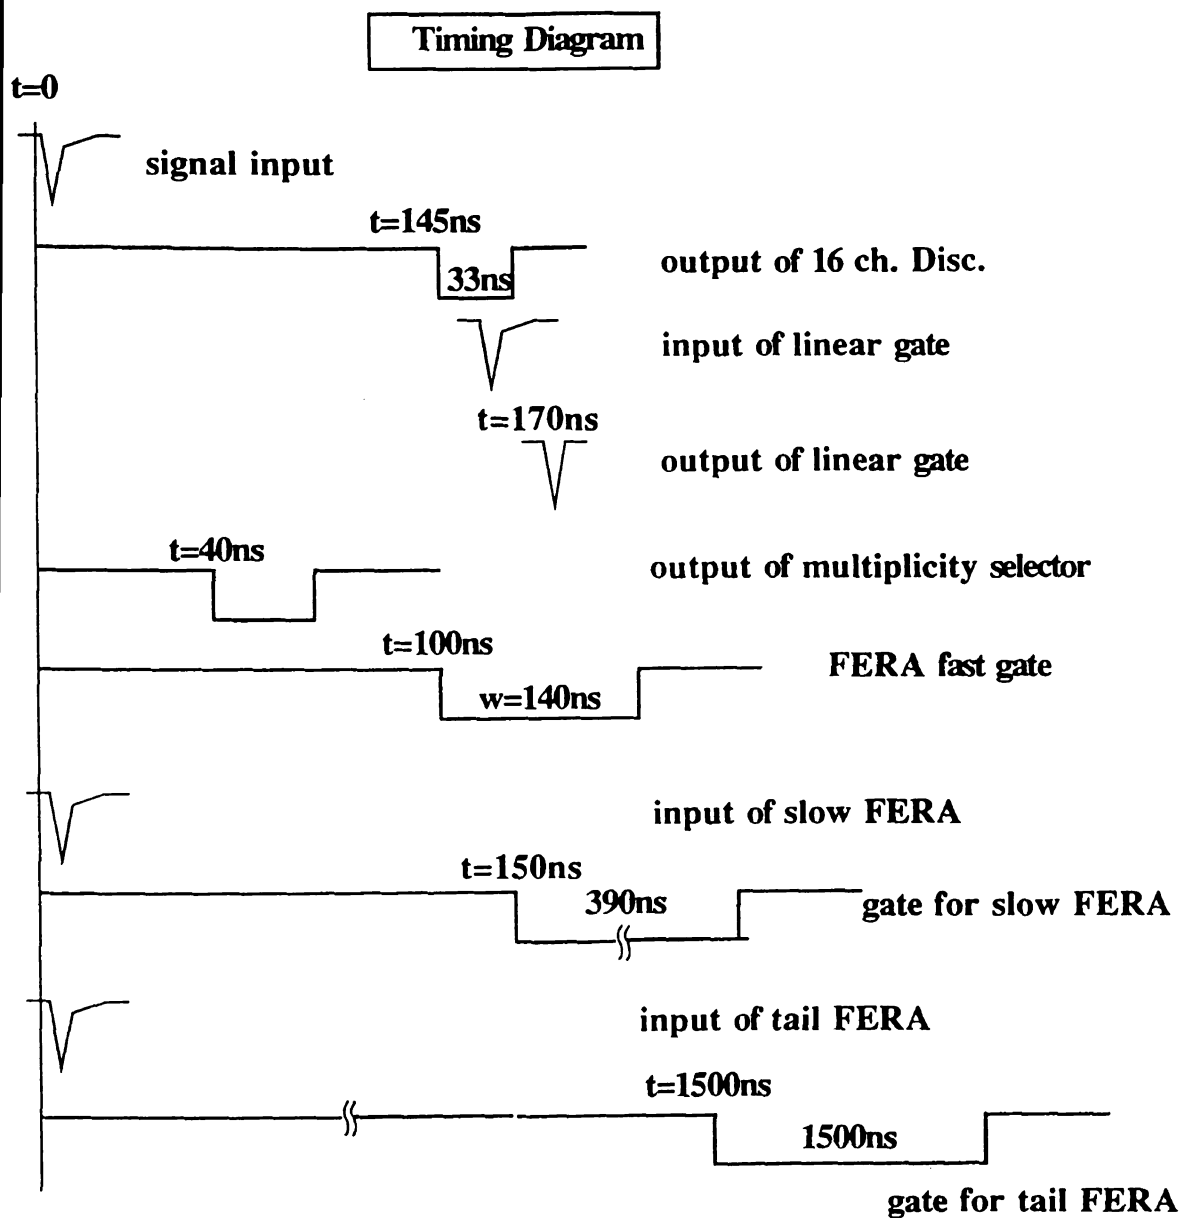 Timing Diagram
t=0
signal input
t=145ns
33ns
output of 16 ch. Disc.
input of linear gate
t=170ns
output of linear gate
t=40ns
output of multiplicity selector
t=100ns
w=140ns
FERA fast gate
input of slow FERA
t=150ns
390ns
gate for slow FERA
input of tail FERA
t=1500ns
1500ns
gate for tail FERA